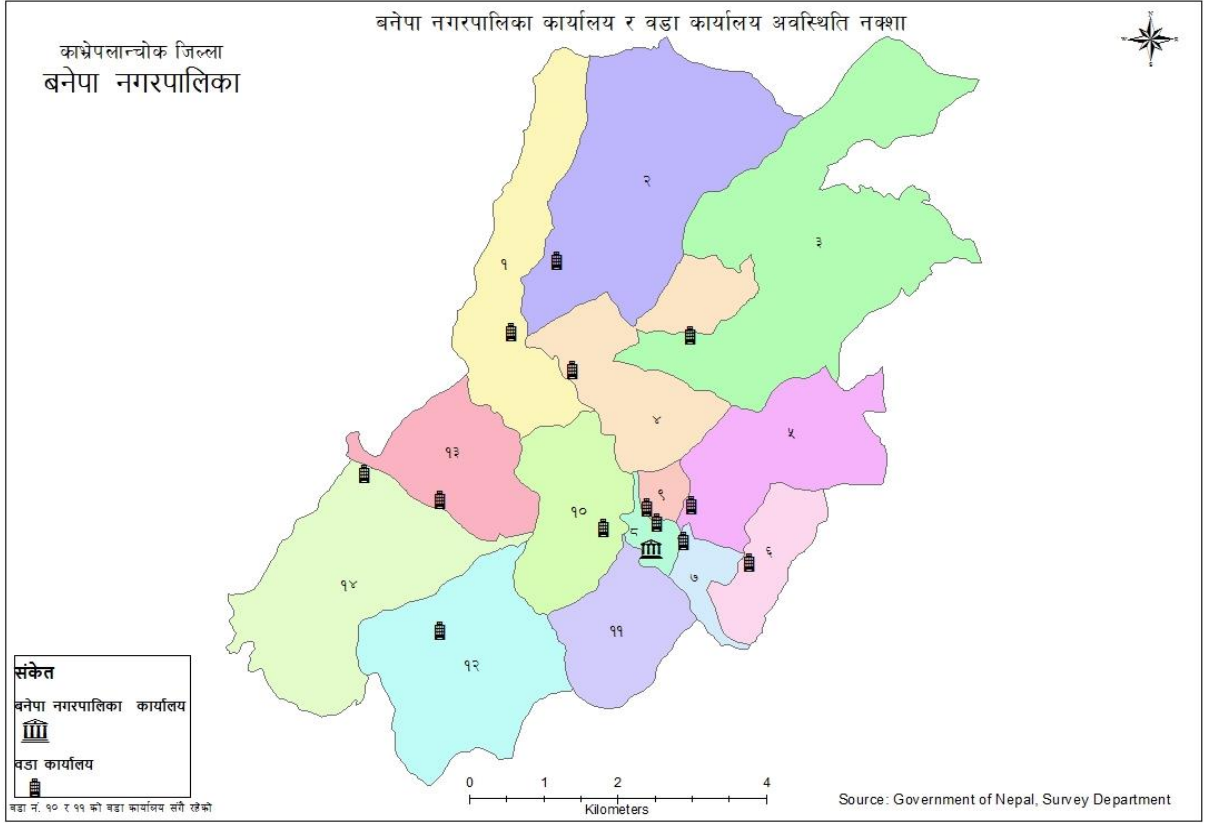 बनेपा नगरपालिका कार्यालय र वडा कार्यालय अवस्थिति नक्शा
काभ्रेपलान्चोक जिल्ला
बनेपा नगरपालिका
N
W E
S
२
३
१
४
५
१३
९
१०
८
६
७
१४
११
१२
संकेत
बनेपा नगरपालिका कार्यालय
वडा कार्यालय
वडा नं. १० र ११ को वडा कार्यालय संगै रहेको
0 1 2 4
Kilometers
Source: Government of Nepal, Survey Department